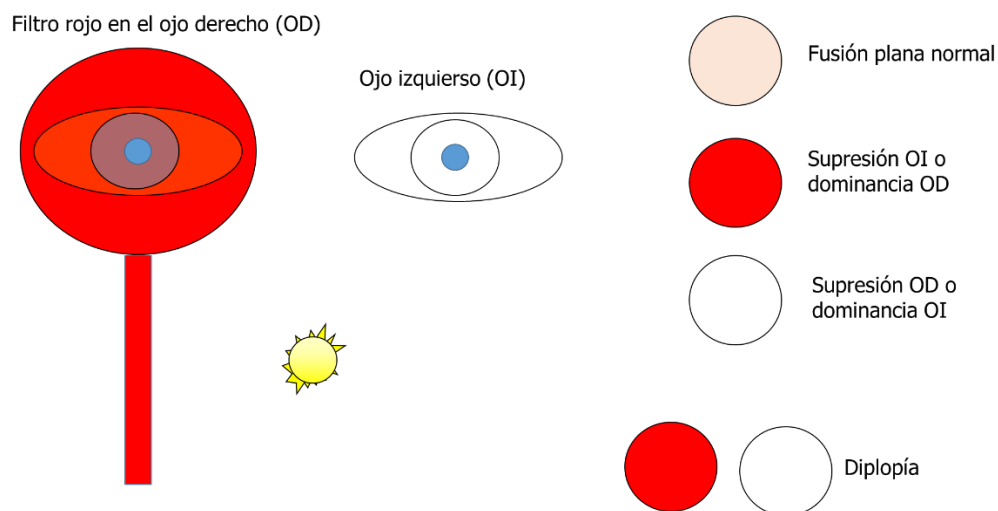 Filtro rojo en el ojo derecho (OD)
Ojo izquierso (OI)
Fusión plana normal
Supresión OI o
dominancia OD
Supresión OD o
dominancia OI
Diplopía